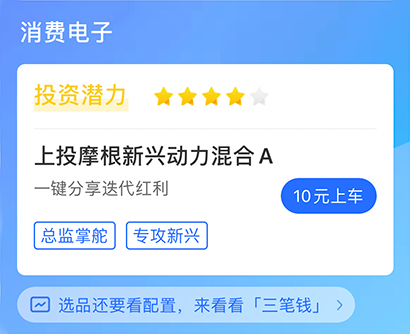 消费电子
投资潜力
上投摩根新兴动力混合A
一键分享迭代红利
10元上车
总监掌舵 专攻新兴
选品还要看配置，来看看「三笔钱」